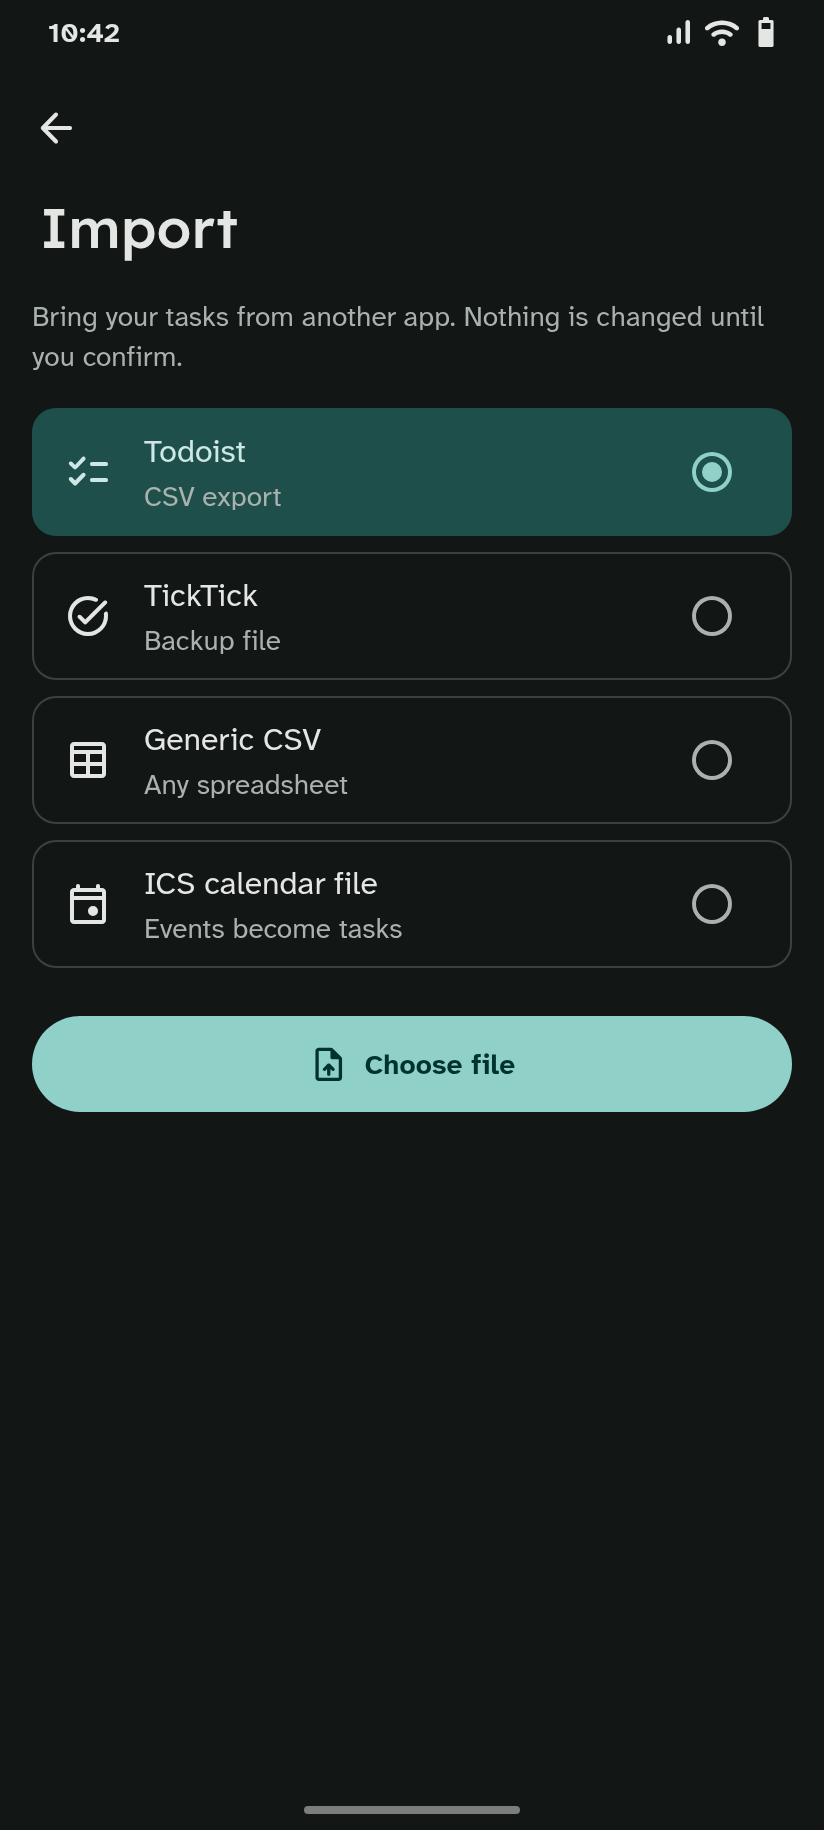 10:42
Import
Bring your tasks from another app. Nothing is changed until
you confirm.
Todoist
CSV export
TickTick
Backup file
Generic CSV
Any spreadsheet
ICS calendar file
Events become tasks
Choose file